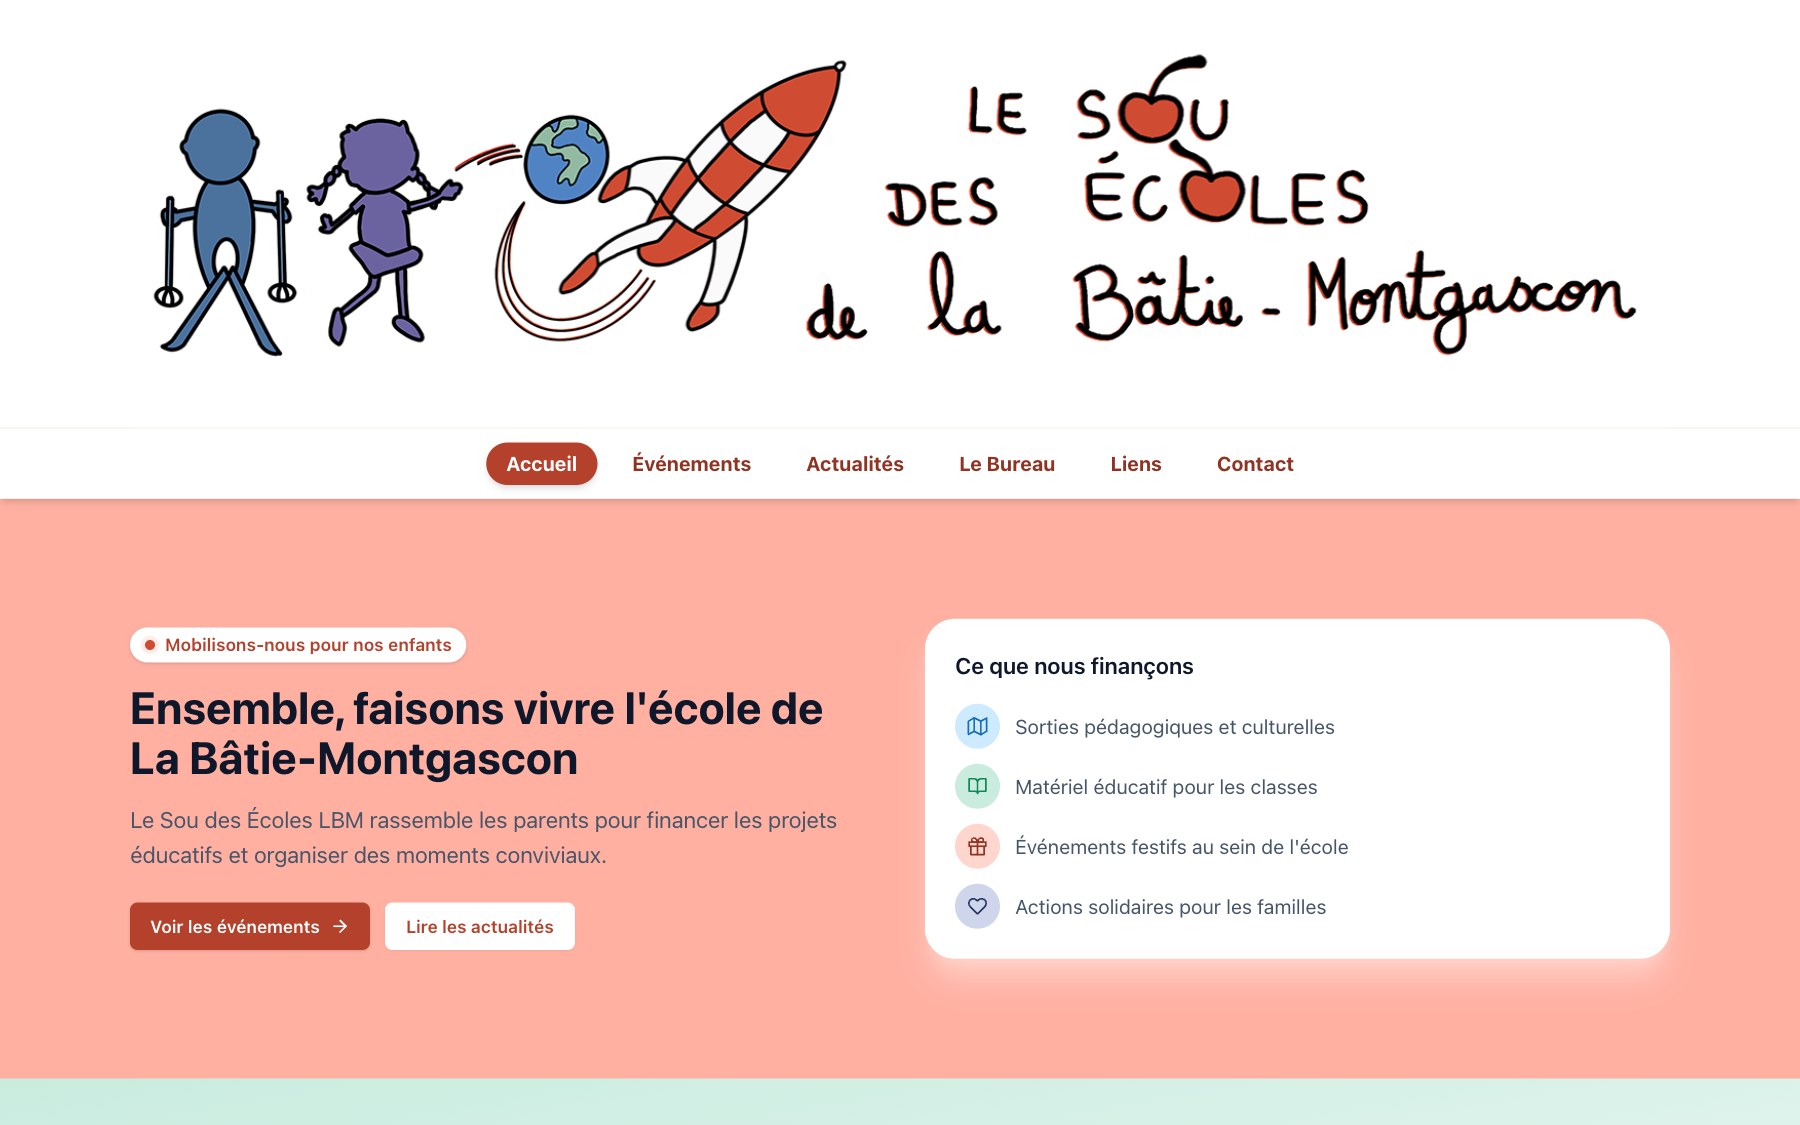 LE SOU
DES ÉCOLES
de la Bâtie - Montgascon
Accueil Événements Actualités Le Bureau Liens Contact
Mobilisons-nous pour nos enfants
Ensemble, faisons vivre l'école de
La Bâtie-Montgascon
Le Sou des Écoles LBM rassemble les parents pour financer les projets
éducatifs et organiser des moments conviviaux.
Voir les événements →
Lire les actualités
Ce que nous finançons
Sorties pédagogiques et culturelles
Matériel éducatif pour les classes
Événements festifs au sein de l'école
Actions solidaires pour les familles